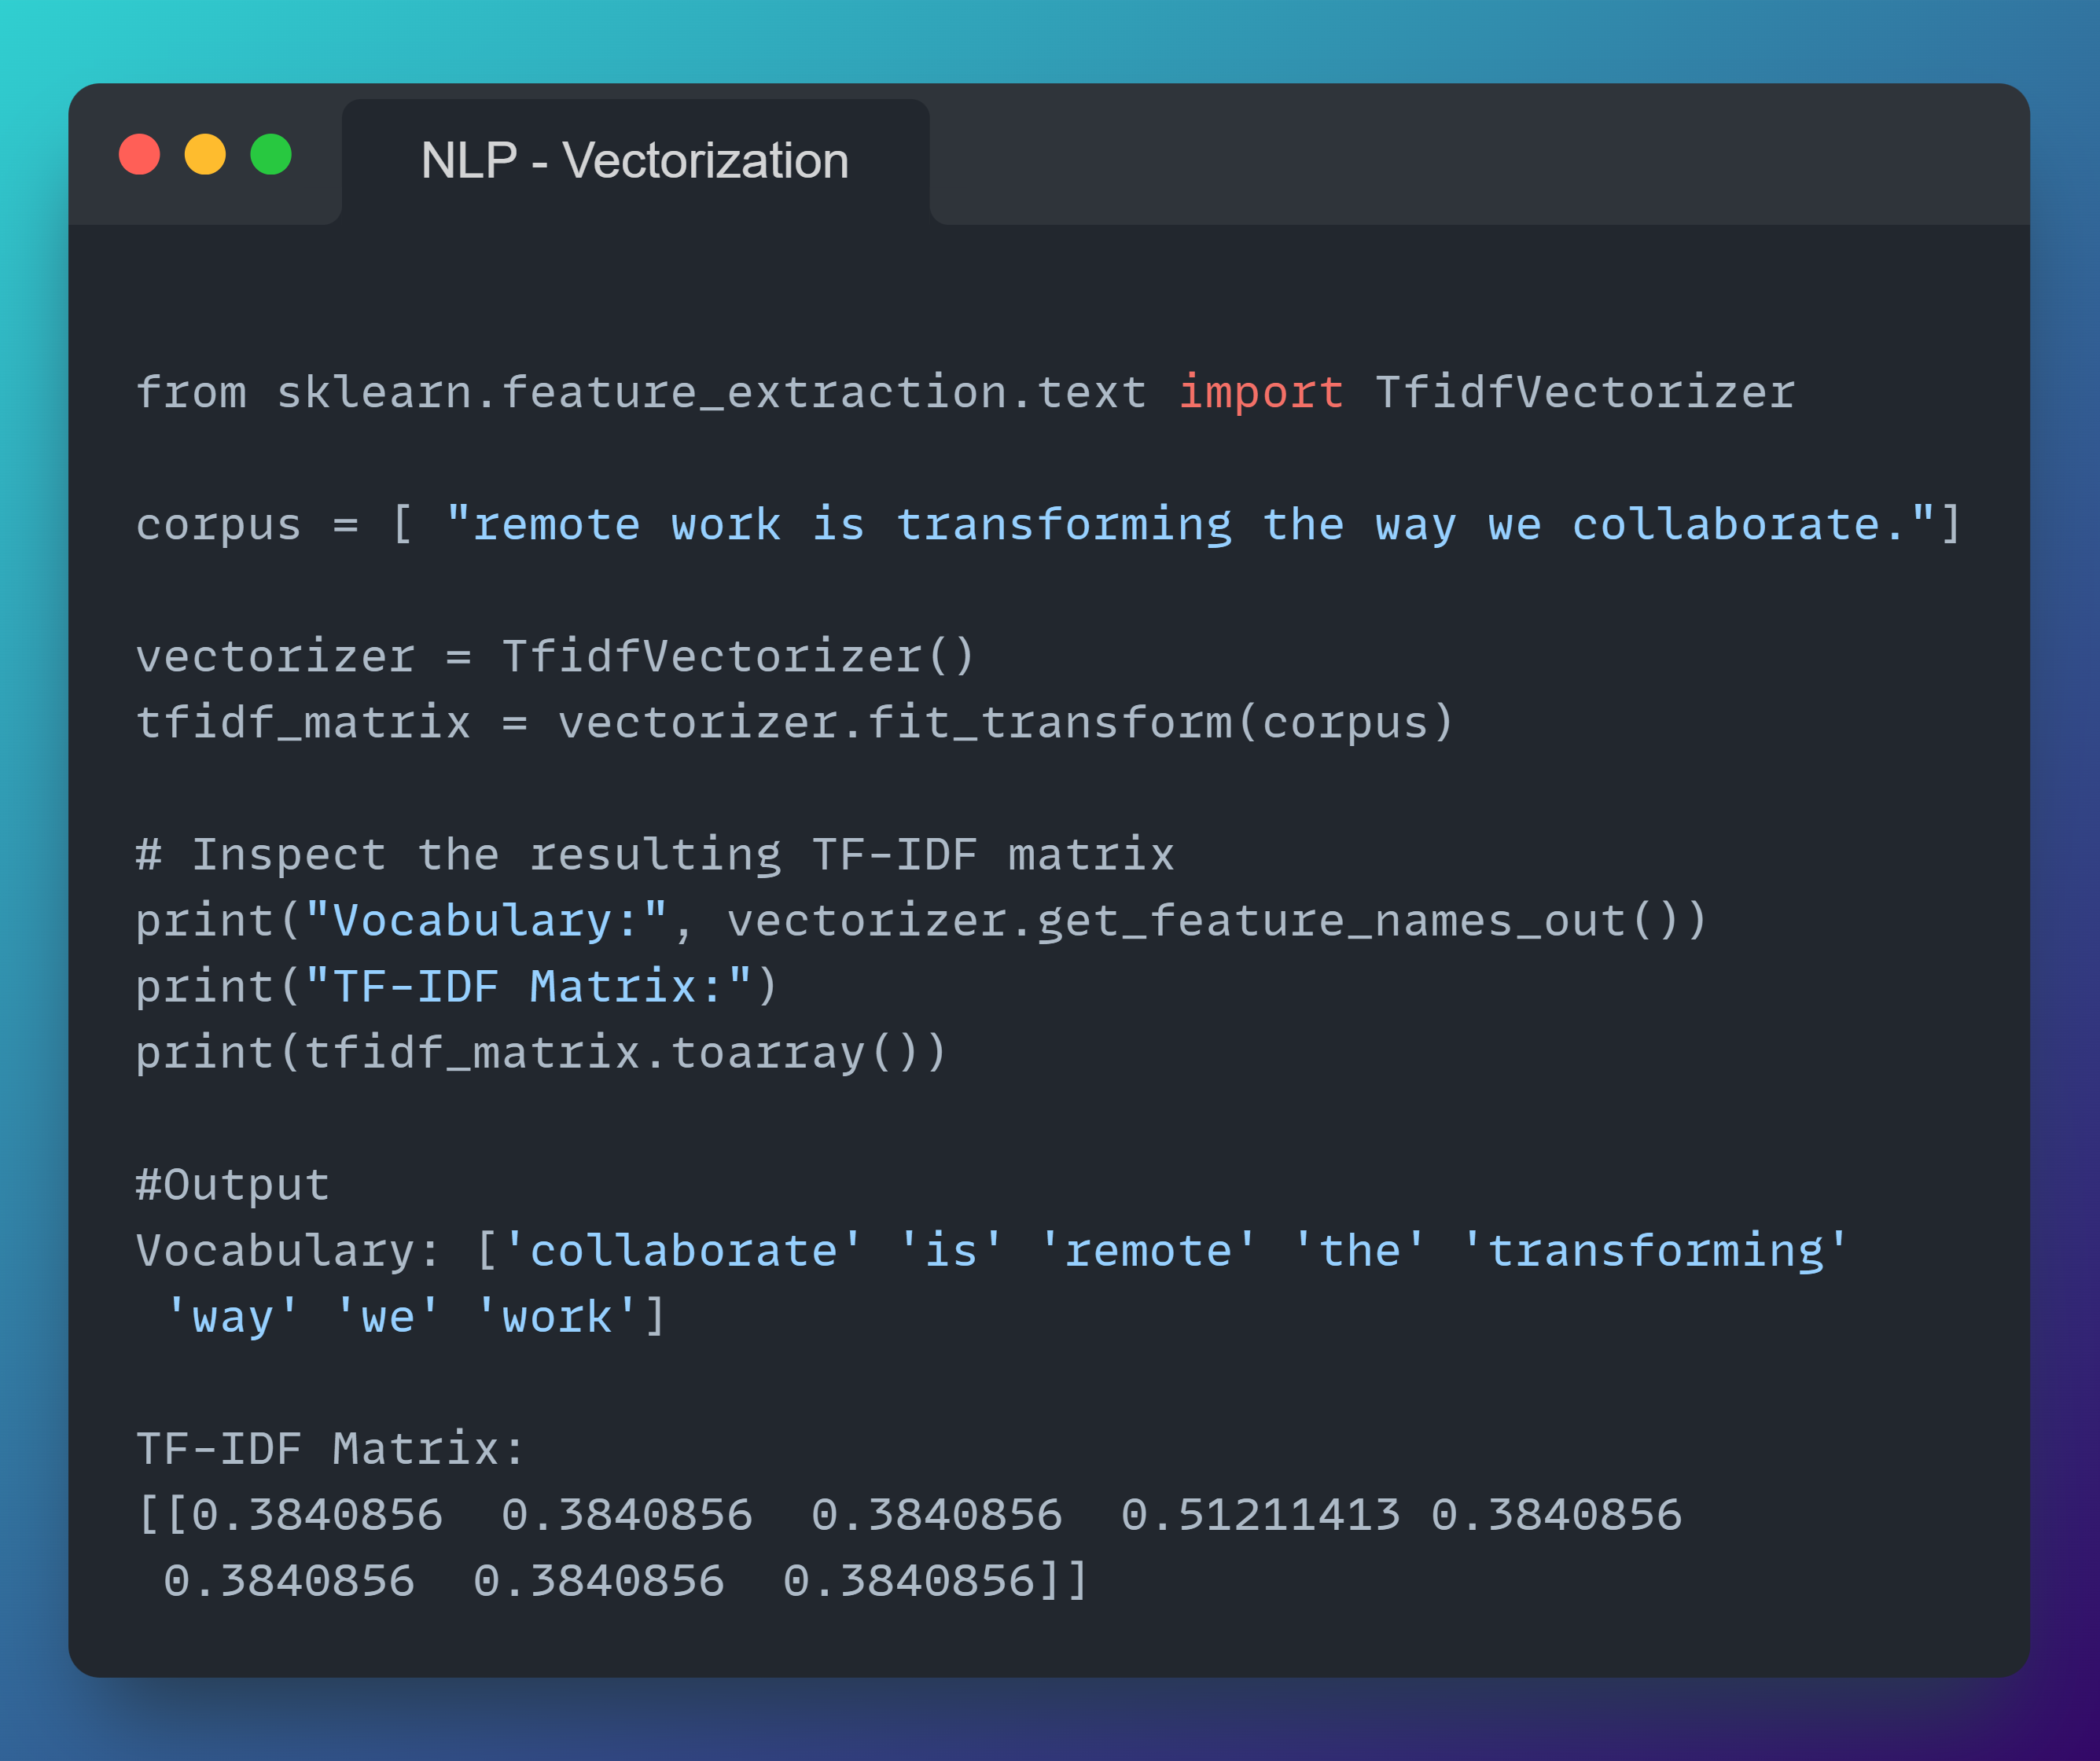 NLP - Vectorization
from sklearn.feature_extraction.text import TfidfVectorizer
corpus = [ "remote work is transforming the way we collaborate."]
vectorizer = TfidfVectorizer()
tfidf_matrix = vectorizer.fit_transform(corpus)
# Inspect the resulting TF-IDF matrix
print("Vocabulary:", vectorizer.get_feature_names_out())
print("TF-IDF Matrix:")
print(tfidf_matrix.toarray())
#Output
Vocabulary: ['collaborate' 'is' 'remote' 'the' 'transforming'
 'way' 'we' 'work']
TF-IDF Matrix:
[[0.3840856  0.3840856  0.3840856  0.51211413 0.3840856
 0.3840856  0.3840856  0.3840856]]